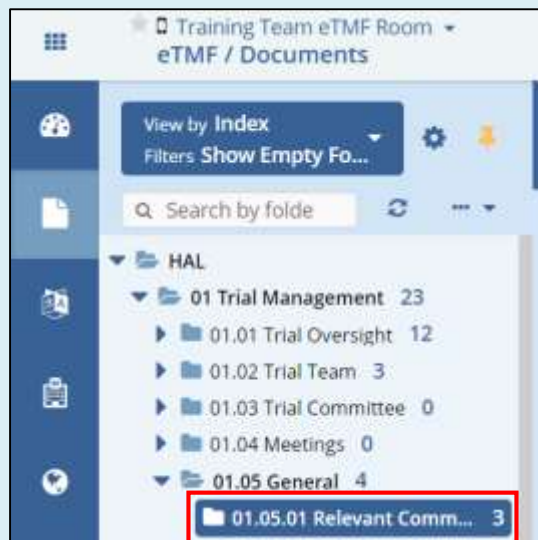 Training Team eTMF Room
eTMF / Documents
View by Index
Filters Show Empty Fo...
Search by folde
HAL
01 Trial Management 23
01.01 Trial Oversight 12
01.02 Trial Team 3
01.03 Trial Committee 0
01.04 Meetings 0
01.05 General 4
01.05.01 Relevant Comm... 3